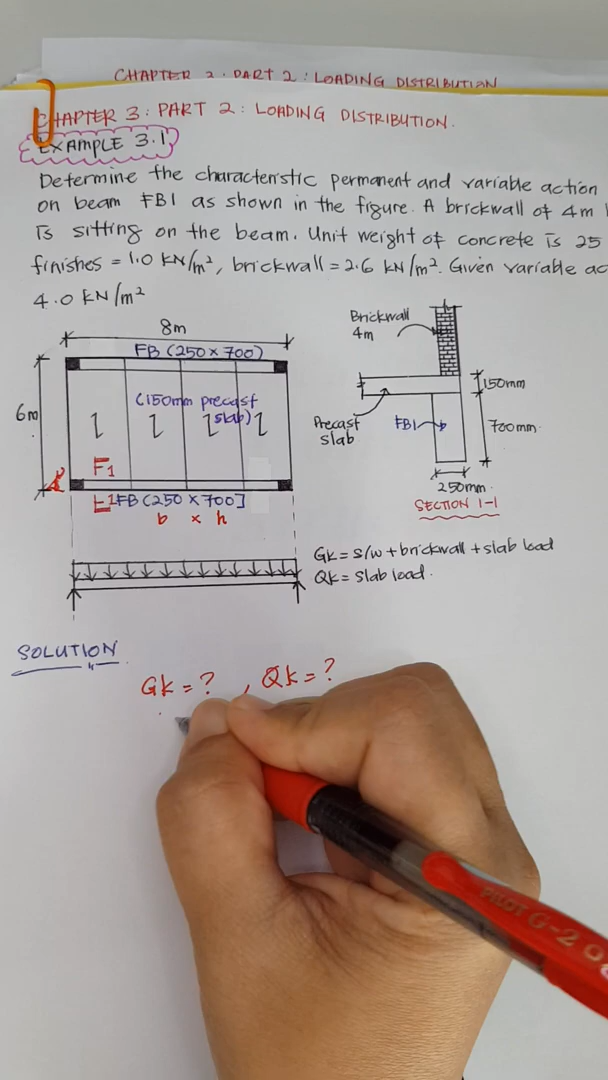 CHAPTER 3: PART 2: LOADING DISTRIBUTION
CHAPTER 3: PART 2: LOADING DISTRIBUTION.
EXAMPLE 3.1
Determine the characteristic permanent and variable action
on beam FB1 as shown in the figure. A brickwall of 4m
is sitting on the beam. Unit weight of concrete is 25
finishes = 1.0 kN/m², brickwall = 2.6 kN/m². Given variable
4.0 kN/m²
8m
FB (250 x 700)
6m
(150mm precast
slab)
F1
FB (250 x 700]
b x h
Brickwall
4m
150mm
Precast
slab
FB1
700mm
250mm
SECTION 1-1
Gk = s/w + brickwall + slab load
Qk = slab load.
SOLUTION
Gk = ? , Qk = ?
PILOT G-2